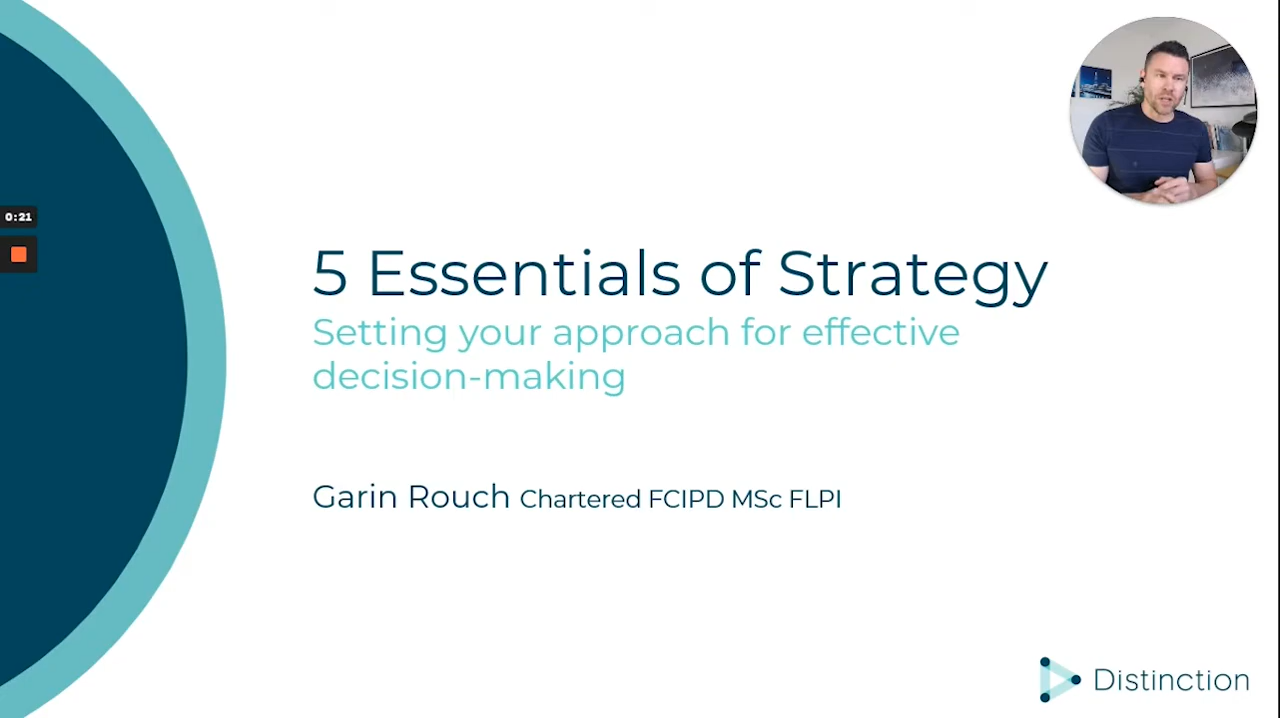 0:21
5 Essentials of Strategy
Setting your approach for effective
decision-making
Garin Rouch Chartered FCIPD MSc FLPI
Distinction